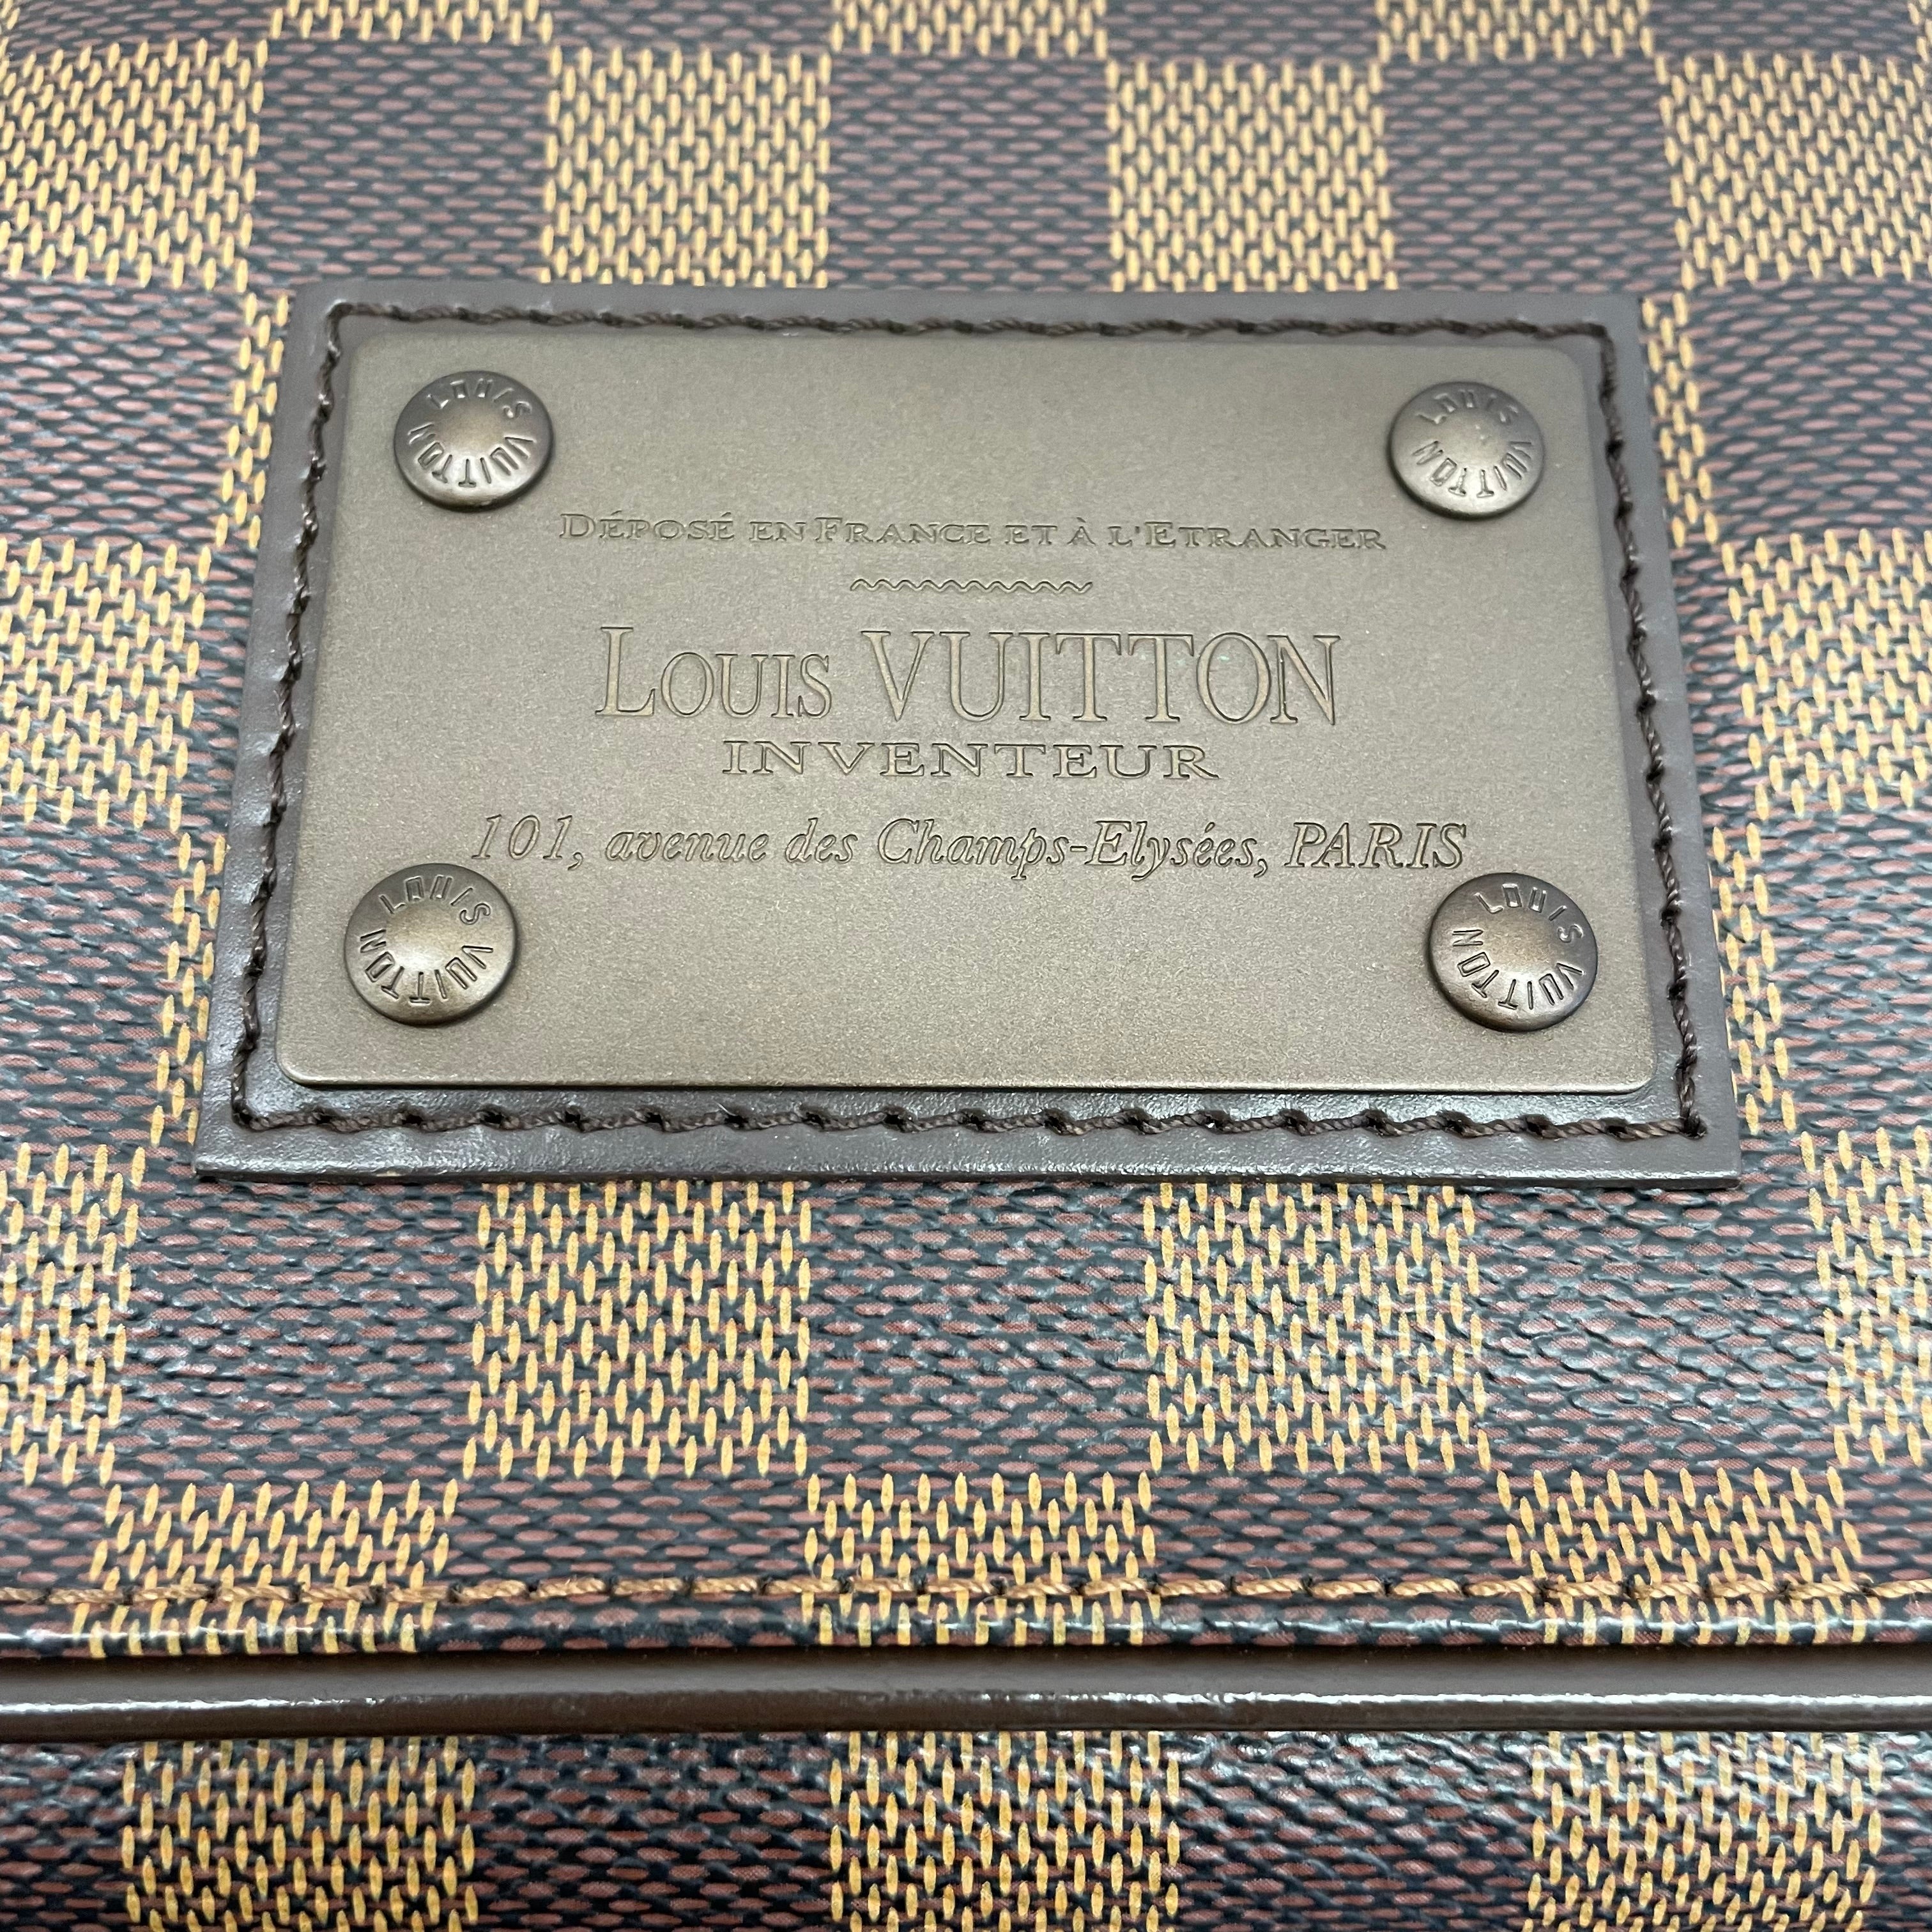 LOUIS VUITTON
LOUIS VUITTON
DÉPOSÉ EN FRANCE ET À L'ETRANGER
LOUIS VUITTON
INVENTEUR
101, avenue des Champs-Elysées, PARIS
LOUIS VUITTON
LOUIS VUITTON